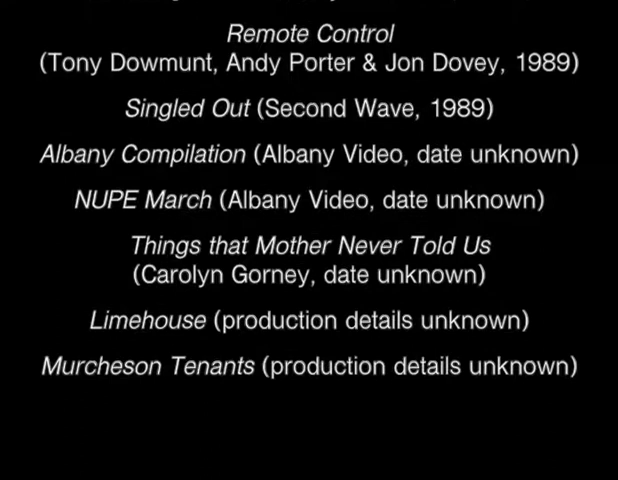 Remote Control
(Tony Dowmunt, Andy Porter & Jon Dovey, 1989)
Singled Out (Second Wave, 1989)
Albany Compilation (Albany Video, date unknown)
NUPE March (Albany Video, date unknown)
Things that Mother Never Told Us
(Carolyn Gorney, date unknown)
Limehouse (production details unknown)
Murcheson Tenants (production details unknown)